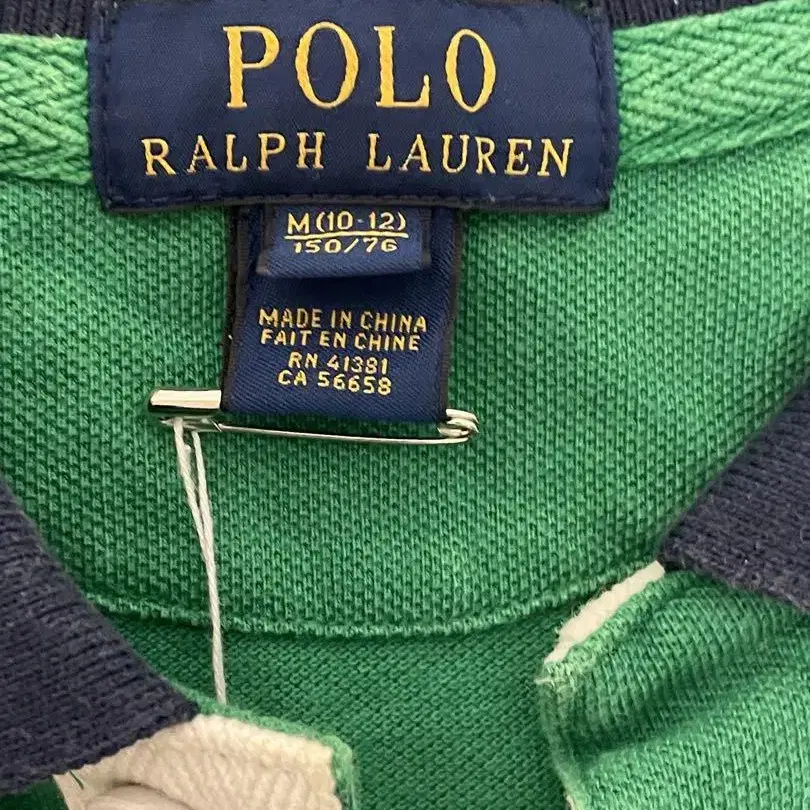 POLO
RALPH LAUREN
M (10-12)
150/76
MADE IN CHINA
FAIT EN CHINE
RN 41381
CA 56658